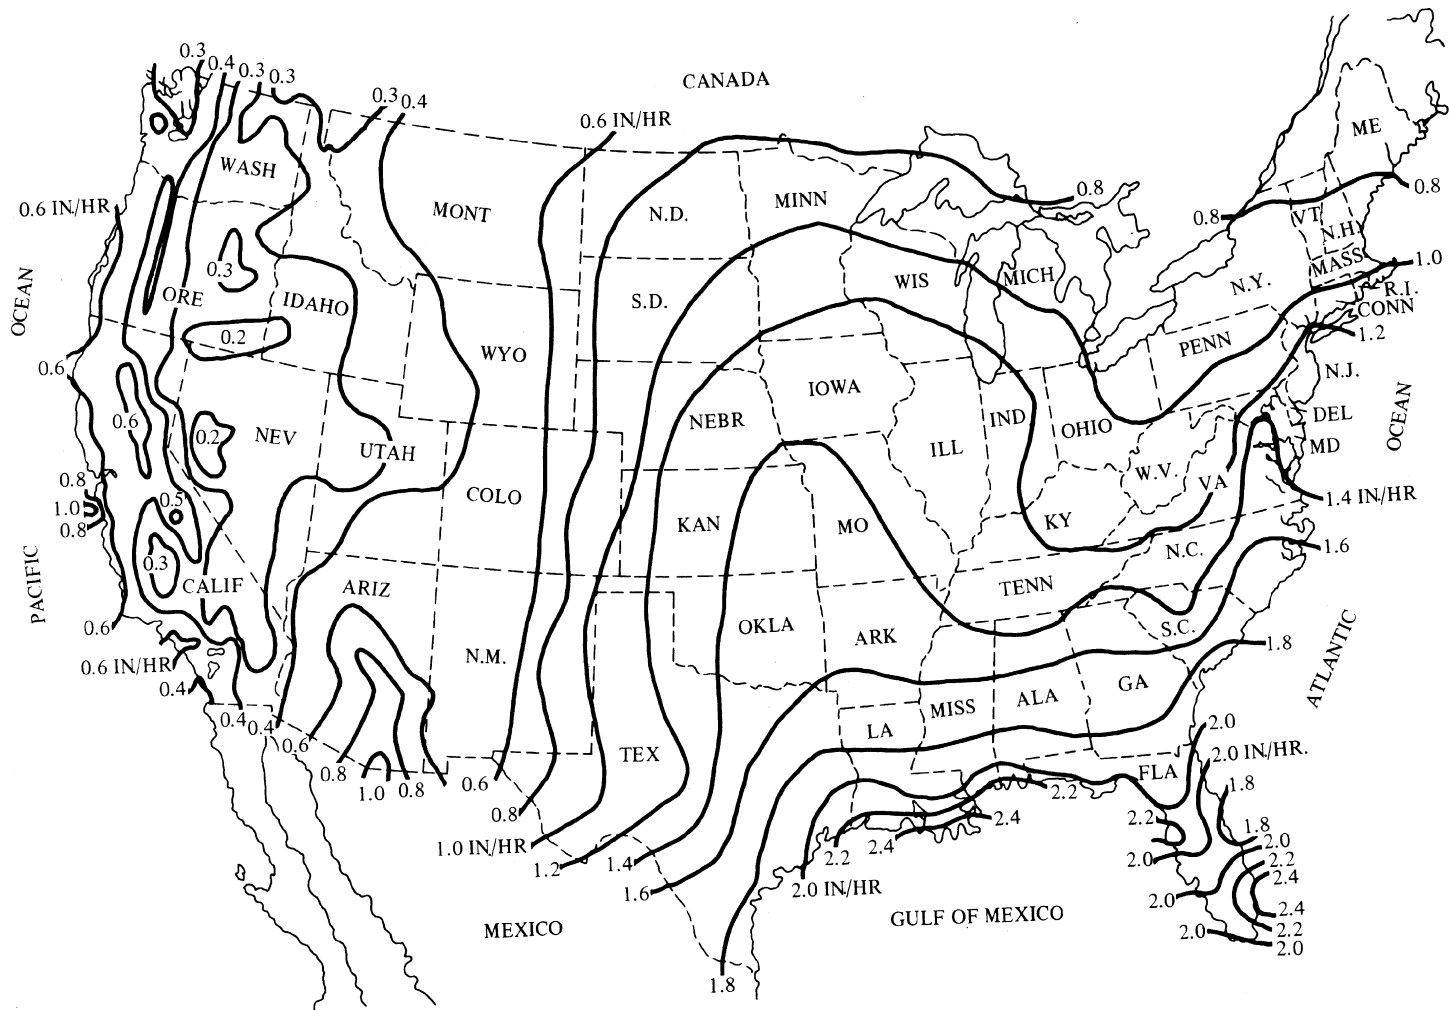 0.3
0.4
0.3
0.3
CANADA
0.3
0.4
0.6 IN/HR
ME
WASH
0.8
0.8
0.6 IN/HR
MONT
N.D.
MINN
0.8
VT
N.H.
OCEAN
0.3
ORE
IDAHO
S.D.
WIS
MICH
N.Y.
MASS
1.0
R.I.
CONN
0.2
WYO
PENN
1.2
0.6
IOWA
N.J.
0.6
0.2
NEV
UTAH
NEBR
ILL
IND
OHIO
DEL
MD
OCEAN
0.8
1.0
0.8
0.5
COLO
KAN
MO
KY
W.V.
VA
1.4 IN/HR
PACIFIC
0.3
CALIF
ARIZ
TENN
N.C.
1.6
0.6
OKLA
ARK
S.C.
1.8
0.6 IN/HR
0.4
N.M.
MISS
ALA
GA
ATLANTIC
0.4
0.4
0.6
LA
2.0
0.8
1.0
0.8
0.6
TEX
FLA
2.0 IN/HR.
1.8
0.8
2.2
2.4
2.2
1.8
1.0 IN/HR
1.2
1.4
1.6
2.2
2.4
2.0 IN/HR
2.0
2.0
2.2
2.4
2.0
2.4
MEXICO
GULF OF MEXICO
2.0
2.2
2.0
1.8